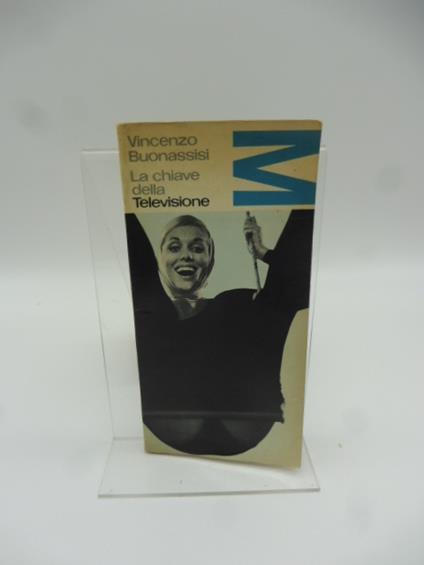 Vincenzo
Buonassisi
La chiave
della
Televisione
M